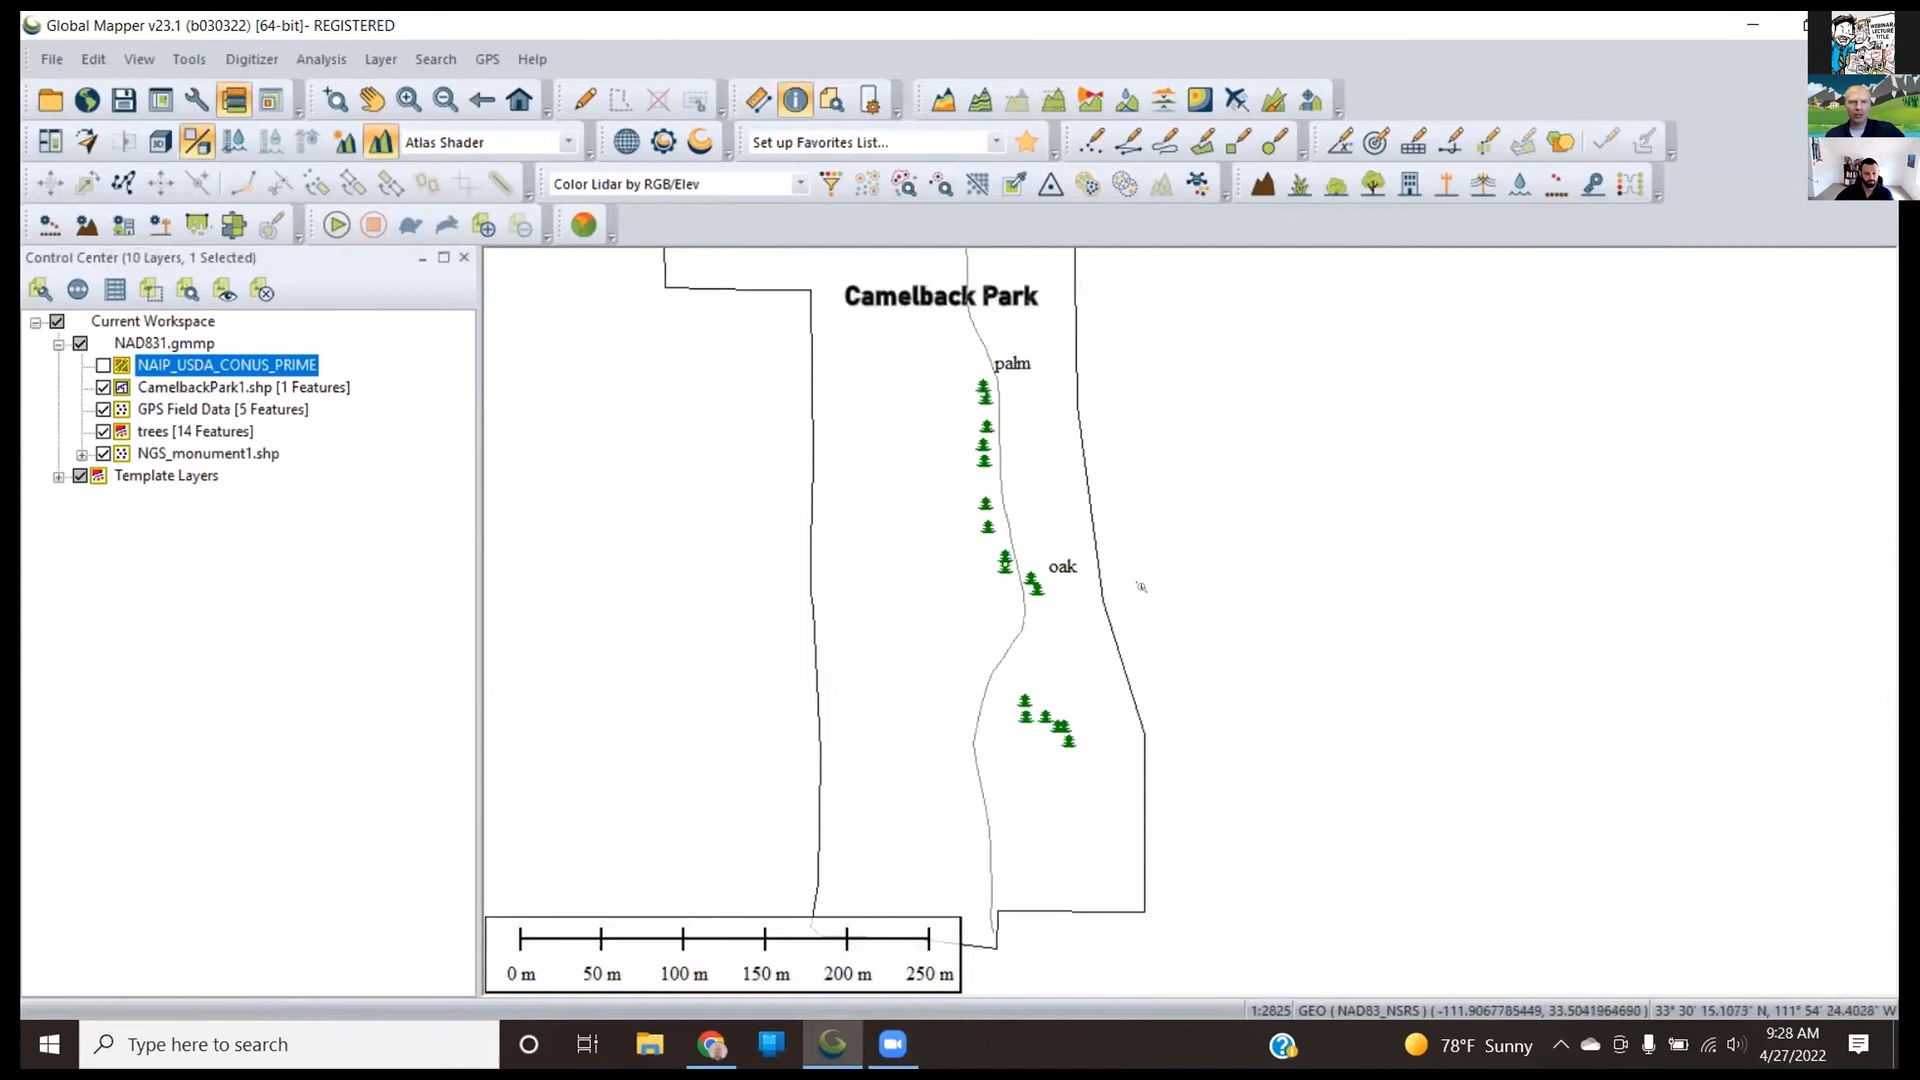 Global Mapper v23.1 (b030322) [64-bit]- REGISTERED
WEBINAR
LECTURE
TITLE
File Edit View Tools Digitizer Analysis Layer Search GPS Help
Atlas Shader
Set up Favorites List...
3D
Color Lidar by RGB/Elev
Control Center (10 Layers, 1 Selected)
Current Workspace
NAD831.gmmp
NAIP_USDA_CONUS_PRIME
CamelbackPark1.shp [1 Features]
GPS Field Data [5 Features]
trees [14 Features]
NGS_monument1.shp
Template Layers
Camelback Park
palm
oak
0 m 50 m 100 m 150 m 200 m 250 m
1:2825 GEO ( NAD83_NSRS) ( -111.9067785449, 33.5041964690 ) 33° 30' 15.1073" N, 111° 54' 24.4028" W
Type here to search
78°F Sunny
9:28 AM
4/27/2022